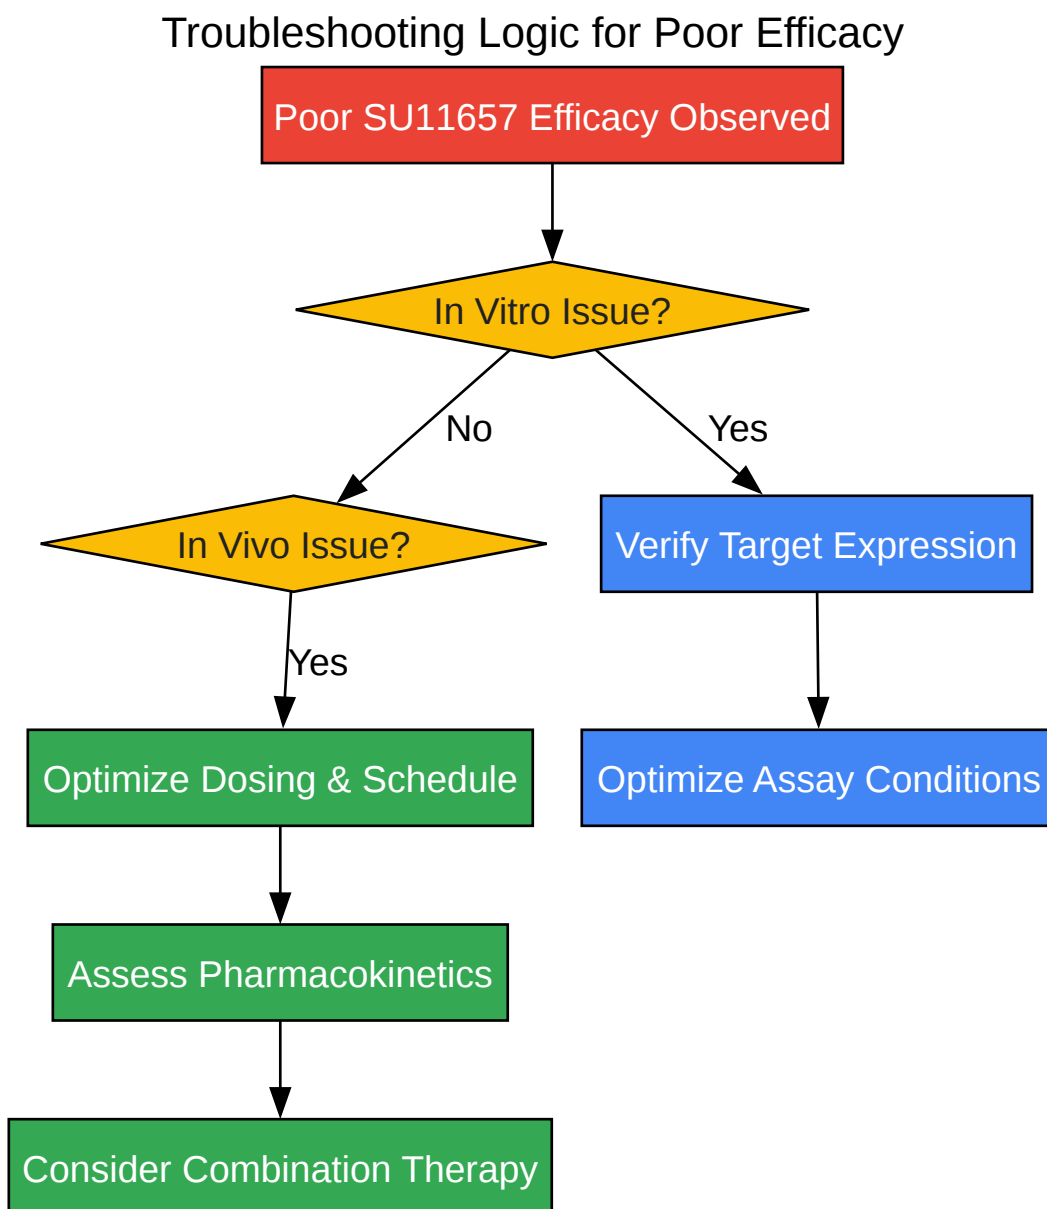 Troubleshooting Logic for Poor Efficacy
Poor SU11657 Efficacy Observed
In Vitro Issue?
No
Yes
In Vivo Issue?
Verify Target Expression
Yes
Optimize Dosing & Schedule
Optimize Assay Conditions
Assess Pharmacokinetics
Consider Combination Therapy